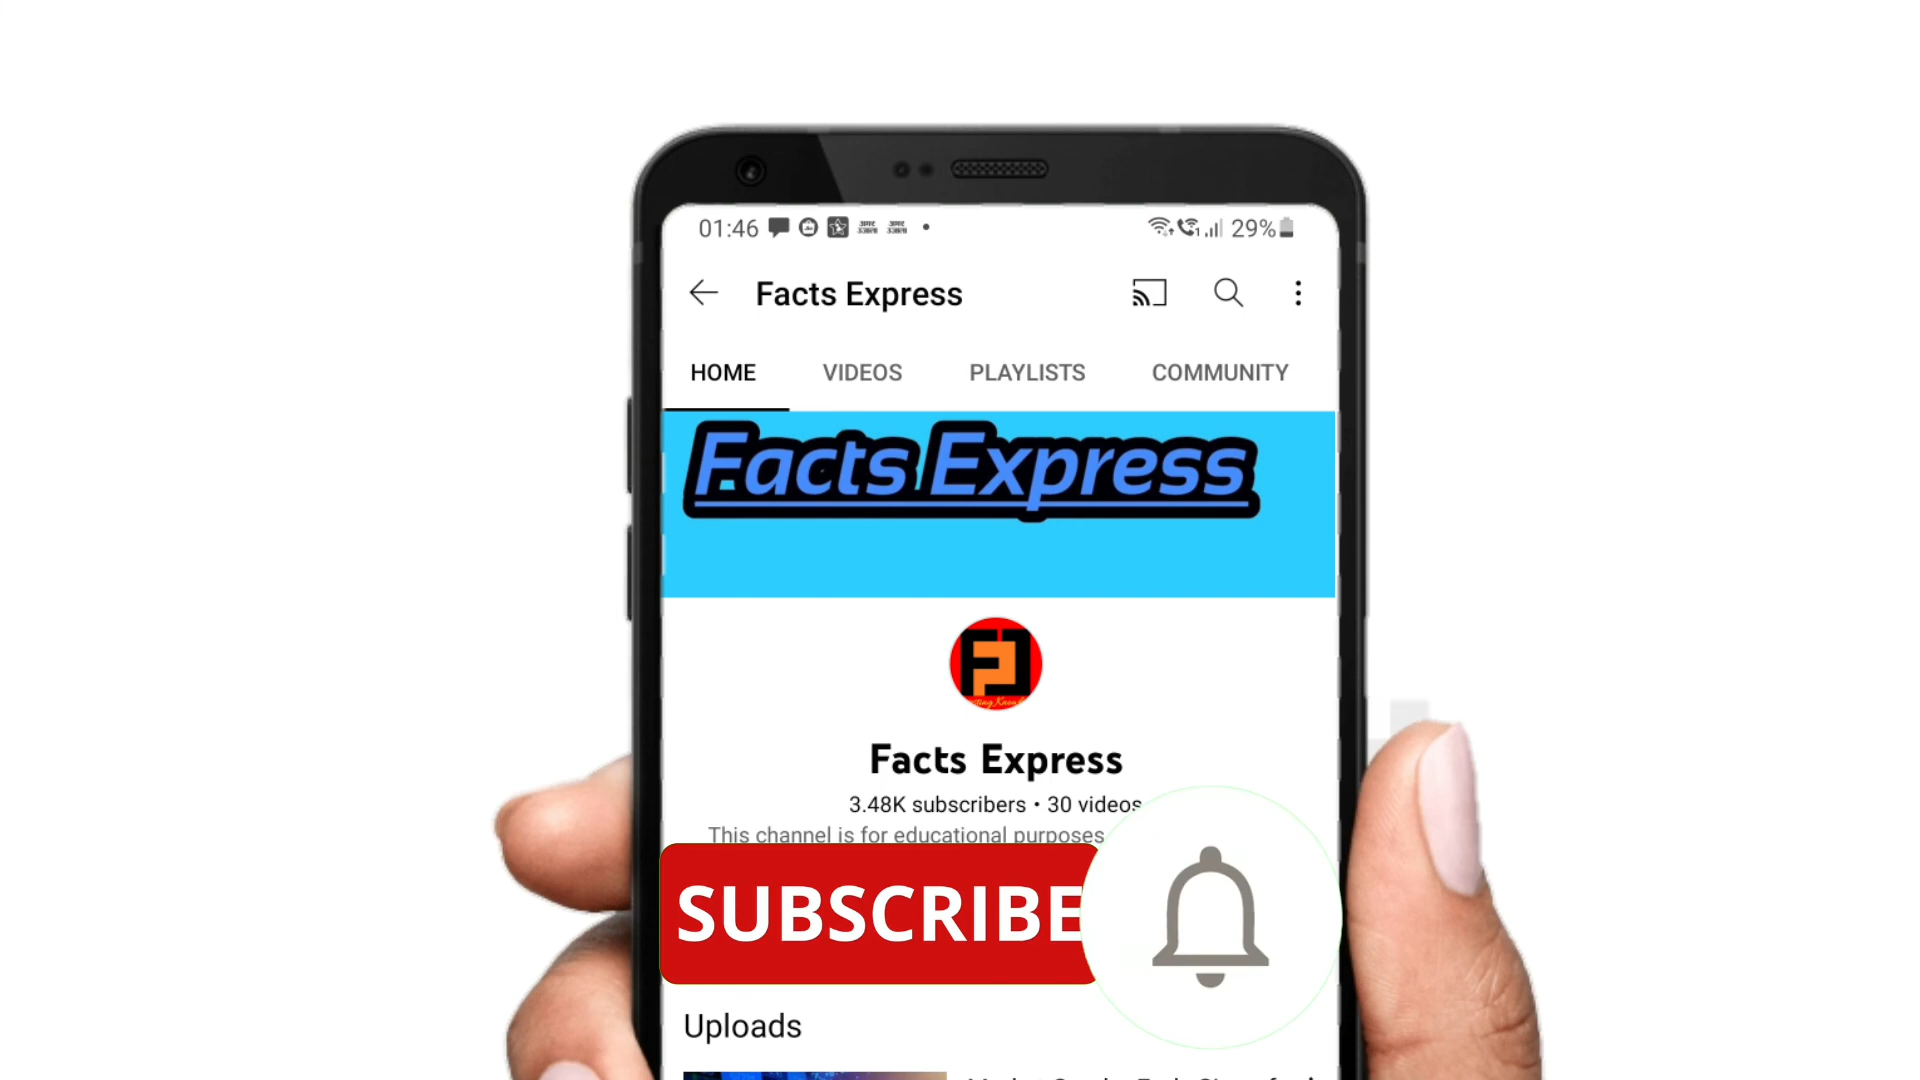 01:46 29%
Facts Express
HOME VIDEOS PLAYLISTS COMMUNITY
Facts Express
Facts Express
3.48K subscribers • 30 videos
This channel is for educational purposes
SUBSCRIBE
Uploads